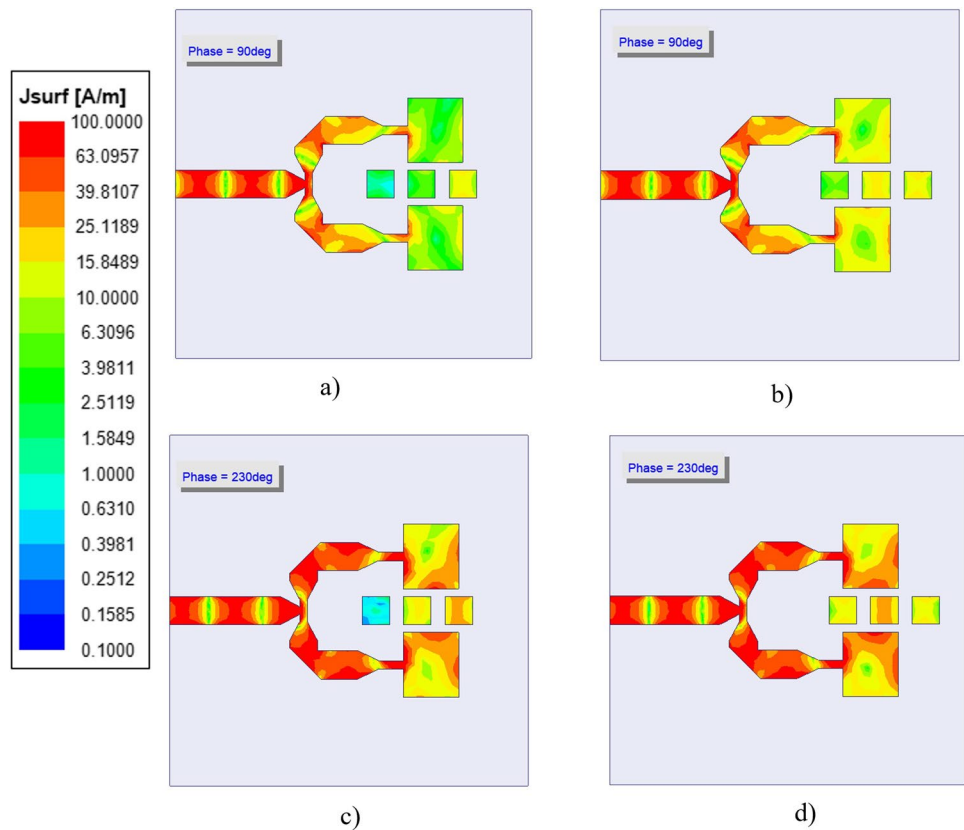 Phase = 90deg
Phase = 90deg
Jsurf [A/m]
100.0000
63.0957
39.8107
25.1189
15.8489
10.0000
6.3096
3.9811
2.5119
1.5849
1.0000
0.6310
0.3981
0.2512
0.1585
0.1000
a)
b)
Phase = 230deg
Phase = 230deg
c)
d)